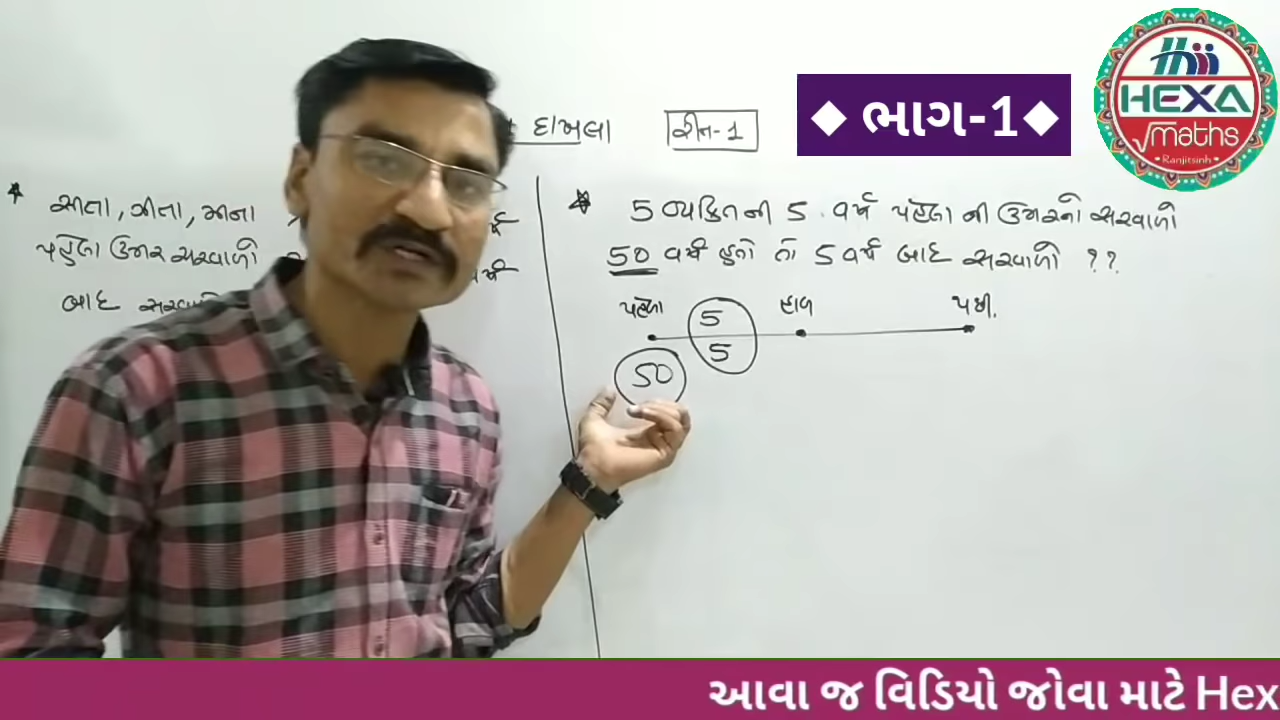 દાખલા
રીત-1
◆ ભાગ-1◆
HEXA
√maths
Ranjitsinh
* સીતા, ગીતા, મીના
પહેલા ઉંમર સરવાળો
બાદ
* 5 વ્યક્તિની 5 વર્ષ પહેલા ની ઉંમરનો સરવાળો
50 વર્ષ હતો તો 5 વર્ષ બાદ સરવાળો ??
પહેલા 5 હાલ પછી.
5
50
આવા જ વિડિયો જોવા માટે Hex